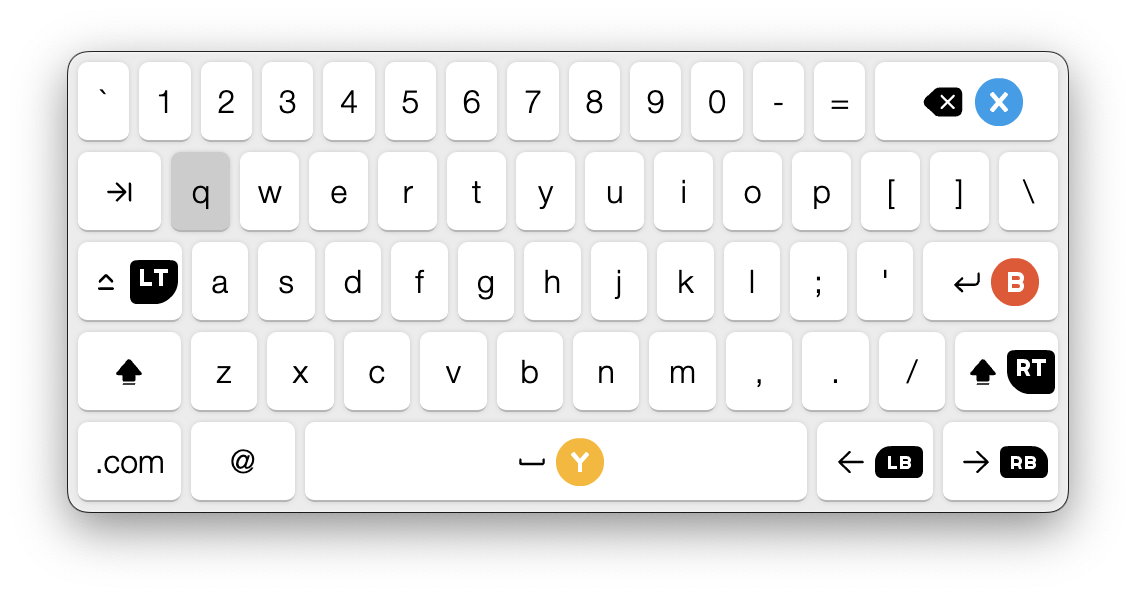 ` 1 2 3 4 5 6 7 8 9 0 - = X
q w e r t y u i o p [ ] \
LT a s d f g h j k l ; ' B
z x c v b n m , . / RT
.com @ Y LB RB